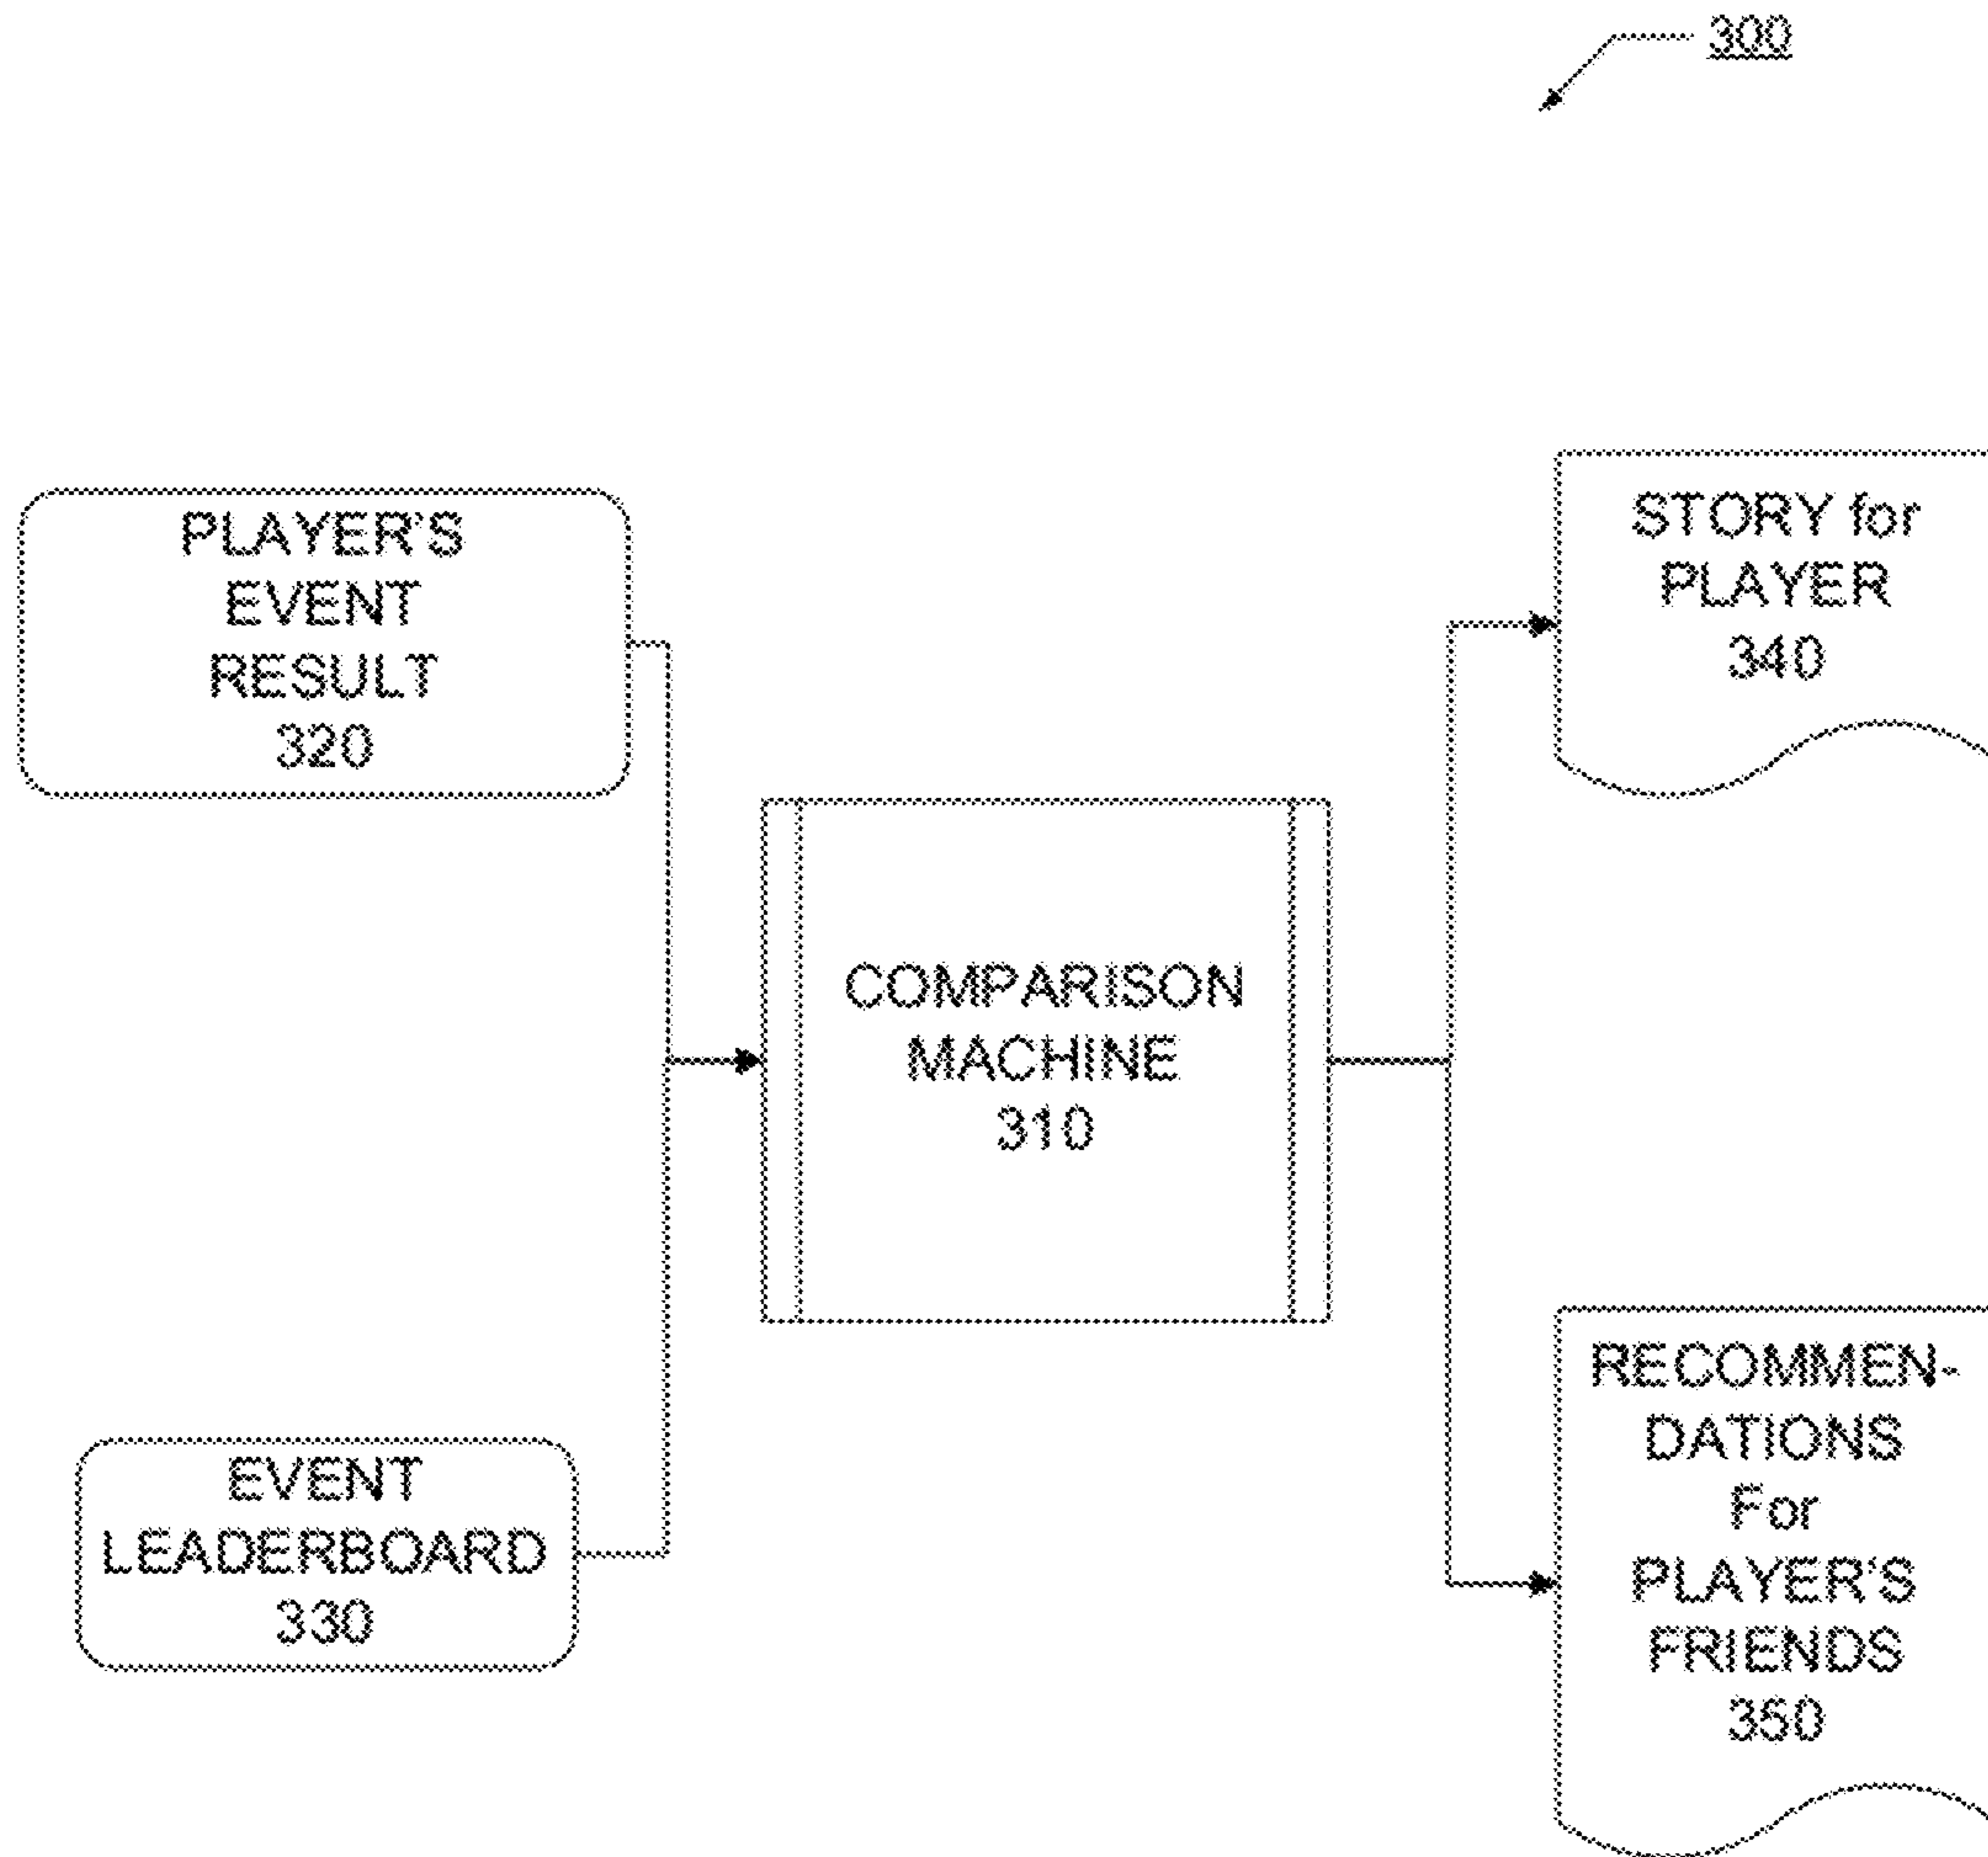 300
PLAYER'S
EVENT
RESULT
320
EVENT
LEADERBOARD
330
COMPARISON
MACHINE
310
STORY for
PLAYER
340
RECOMMEN-
DATIONS
For
PLAYER'S
FRIENDS
350